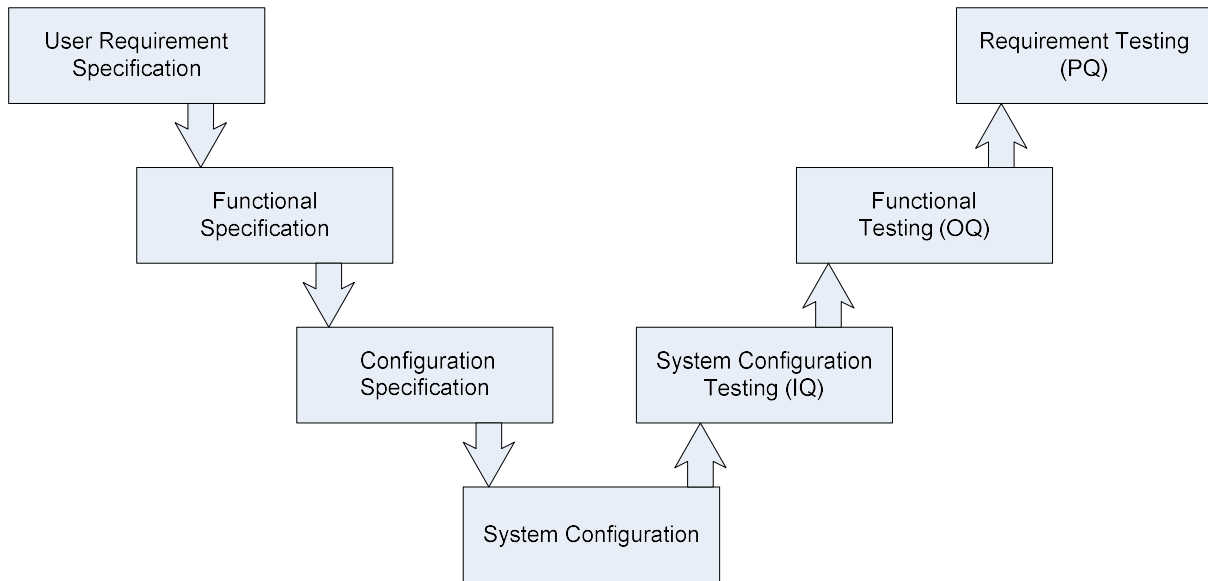 User Requirement
Specification
Requirement Testing
(PQ)
Functional
Specification
Functional
Testing (OQ)
Configuration
Specification
System Configuration
Testing (IQ)
System Configuration